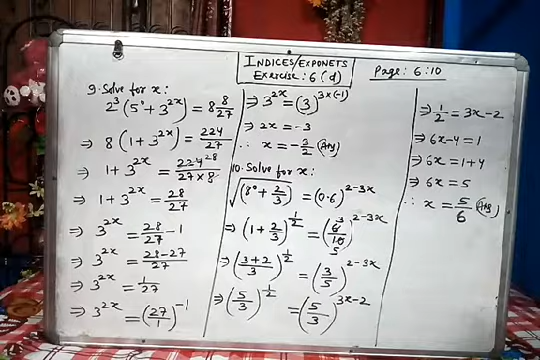 INDICES/EXPONETS
Exercise: 6 (d)
Page: 6:10
9. Solve for x:
2³ (5° + 3^{2x}) = 8 8/27
⇒ 8 (1 + 3^{2x}) = 224/27
⇒ 1 + 3^{2x} = 224 28/27 × 8
⇒ 1 + 3^{2x} = 28/27
⇒ 3^{2x} = 28/27 - 1
⇒ 3^{2x} = 28-27/27
⇒ 3^{2x} = 1/27
⇒ 3^{2x} = (27/1)^{-1}
⇒ 3^{2x} = (3)^{3×(-1)}
⇒ 2x = -3
∴ x = -3/2 (Ans)
10. Solve for x:
√(8° + 2/3) = (0.6)^{2-3x}
⇒ (1 + 2/3)^{1/2} = (6 3/10 5)^{2-3x}
⇒ (3+2/3)^{1/2} = (3/5)^{2-3x}
⇒ (5/3)^{1/2} = (5/3)^{3x-2}
⇒ 1/2 = 3x-2
⇒ 6x-4 = 1
⇒ 6x = 1+4
⇒ 6x = 5
∴ x = 5/6 (Ans)